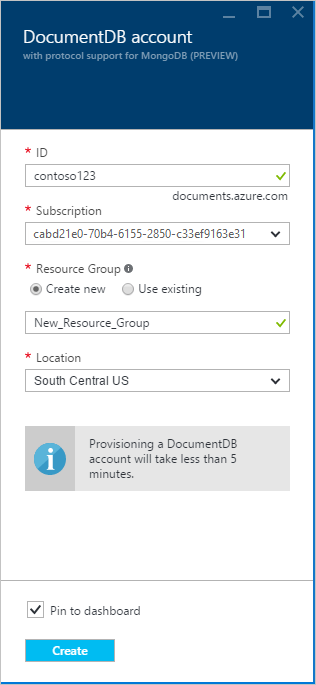 DocumentDB account
with protocol support for MongoDB (PREVIEW)
* ID
contoso123
documents.azure.com
* Subscription
cabd21e0-70b4-6155-2850-c33ef9163e31
* Resource Group
Create new Use existing
New_Resource_Group
* Location
South Central US
Provisioning a DocumentDB
account will take less than 5
minutes.
Pin to dashboard
Create